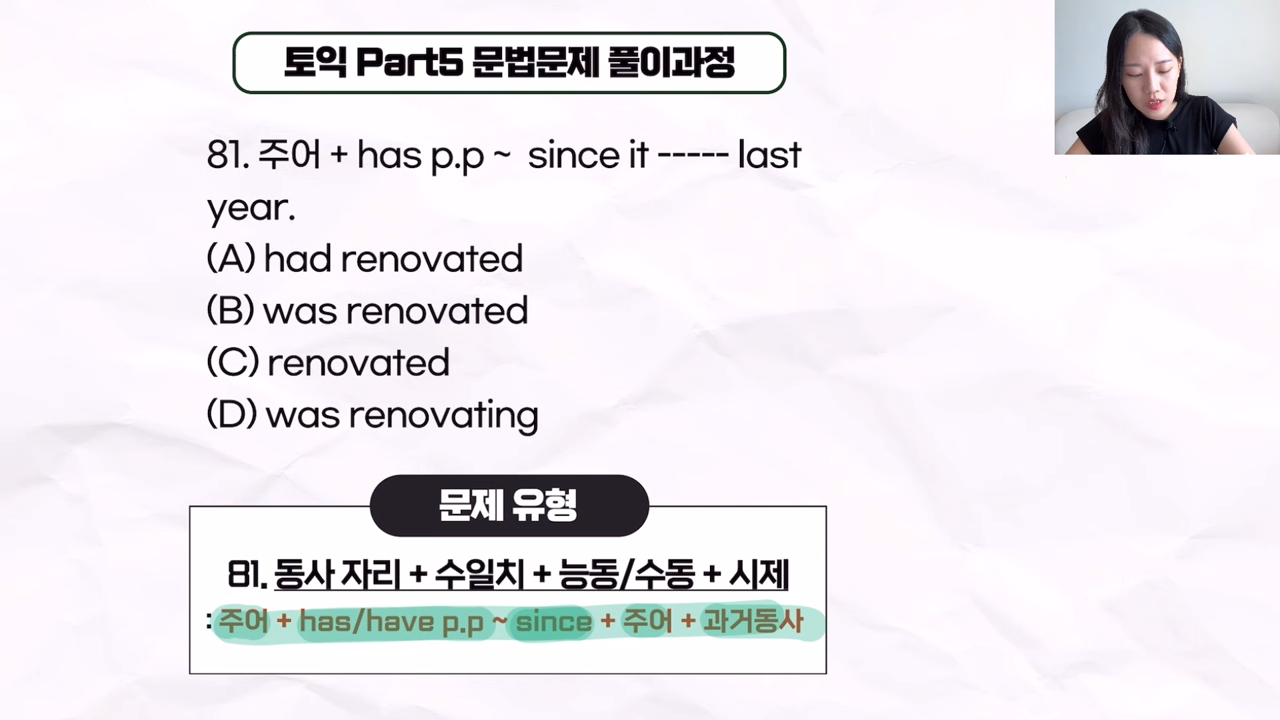 토익 Part5 문법문제 풀이과정
81. 주어 + has p.p ~ since it ----- last
year.
(A) had renovated
(B) was renovated
(C) renovated
(D) was renovating
문제 유형
81. 동사 자리 + 수일치 + 능동/수동 + 시제
: 주어 + has/have p.p ~ since + 주어 + 과거동사